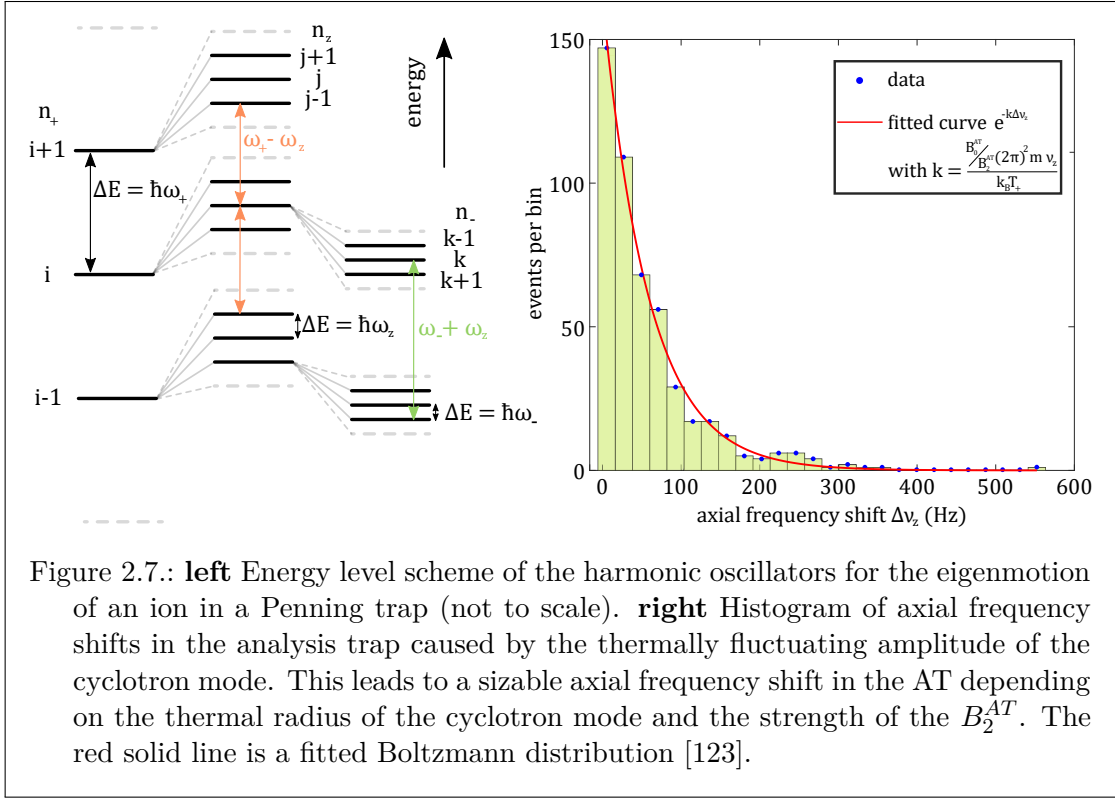 n_z
j+1
j
j-1
n_+
i+1
ΔE = ħω_+
i
i-1
ω_+- ω_z
ΔE = ħω_z
energy
n_-
k-1
k
k+1
ω_-+ ω_z
ΔE = ħω_-
150
100
50
0
events per bin
data
fitted curve e^{-kΔν_z}
with k = \frac{B_0^{AT}/B_2^{AT}(2π)^2 m ν_z}{k_B T_+}
0 100 200 300 400 500 600
axial frequency shift Δν_z (Hz)
Figure 2.7.: left Energy level scheme of the harmonic oscillators for the eigenmotion
of an ion in a Penning trap (not to scale). right Histogram of axial frequency
shifts in the analysis trap caused by the thermally fluctuating amplitude of the
cyclotron mode. This leads to a sizable axial frequency shift in the AT depending
on the thermal radius of the cyclotron mode and the strength of the B_2^{AT}. The
red solid line is a fitted Boltzmann distribution [123].